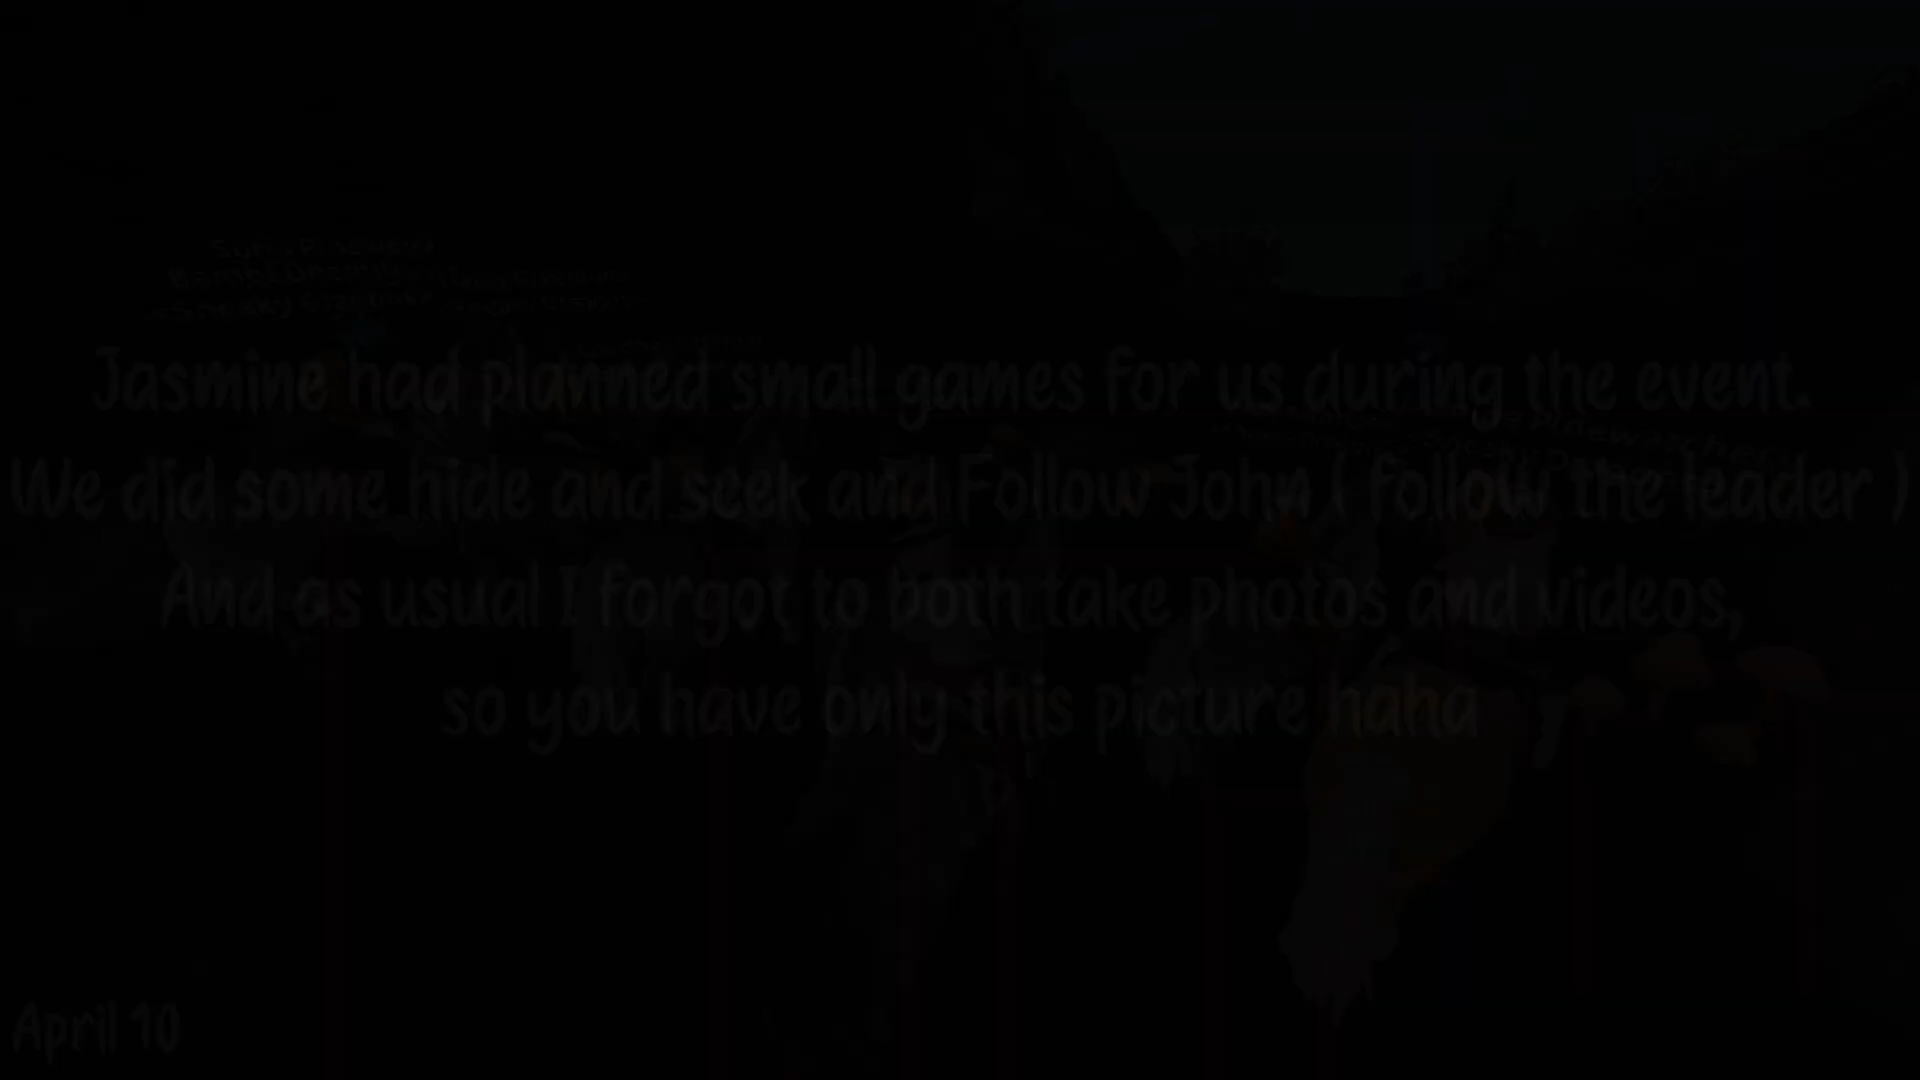 Jasmine had planned small games for us during the event.
We did some hide and seek and Follow John ( follow the leader )
And as usual I forgot to both take photos and videos,
so you have only this picture haha
April 10